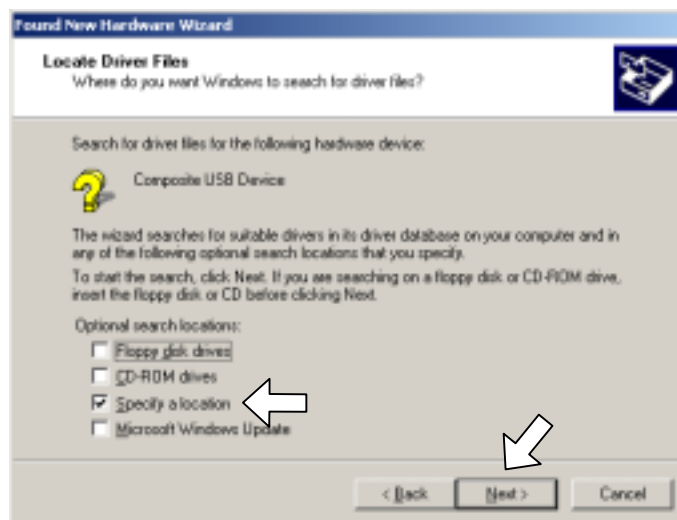 Found New Hardware Wizard
Locate Driver Files
Where do you want Windows to search for driver files?
Search for driver files for the following hardware device:
Composite USB Device
The wizard searches for suitable drivers in its driver database on your computer and in
any of the following optional search locations that you specify.
To start the search, click Next. If you are searching on a floppy disk or CD-ROM drive,
insert the floppy disk or CD before clicking Next.
Optional search locations:
Floppy disk drives
CD-ROM drives
Specify a location
Microsoft Windows Update
< Back Next > Cancel